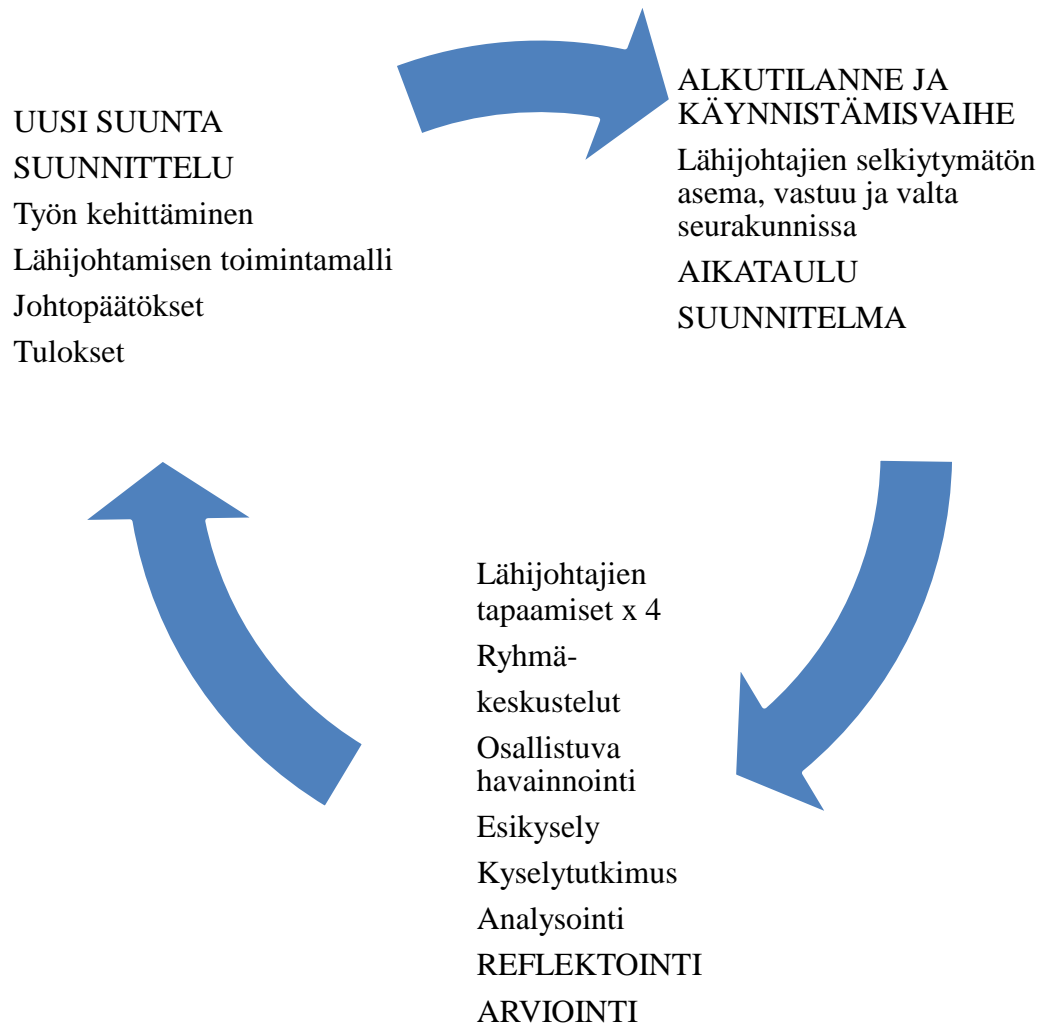 UUSI SUUNTA
SUUNNITTELU
Työn kehittäminen
Lähijohtamisen toimintamalli
Johtopäätökset
Tulokset
ALKUTILANNE JA
KÄYNNISTÄMISVAIHE
Lähijohtajien selkiytymätön
asema, vastuu ja valta
seurakunnissa
AIKATAULU
SUUNNITELMA
Lähijohtajien
tapaamiset x 4
Ryhmä-
keskustelut
Osallistuva
havainnointi
Esikysely
Kyselytutkimus
Analysointi
REFLEKTOINTI
ARVIOINTI